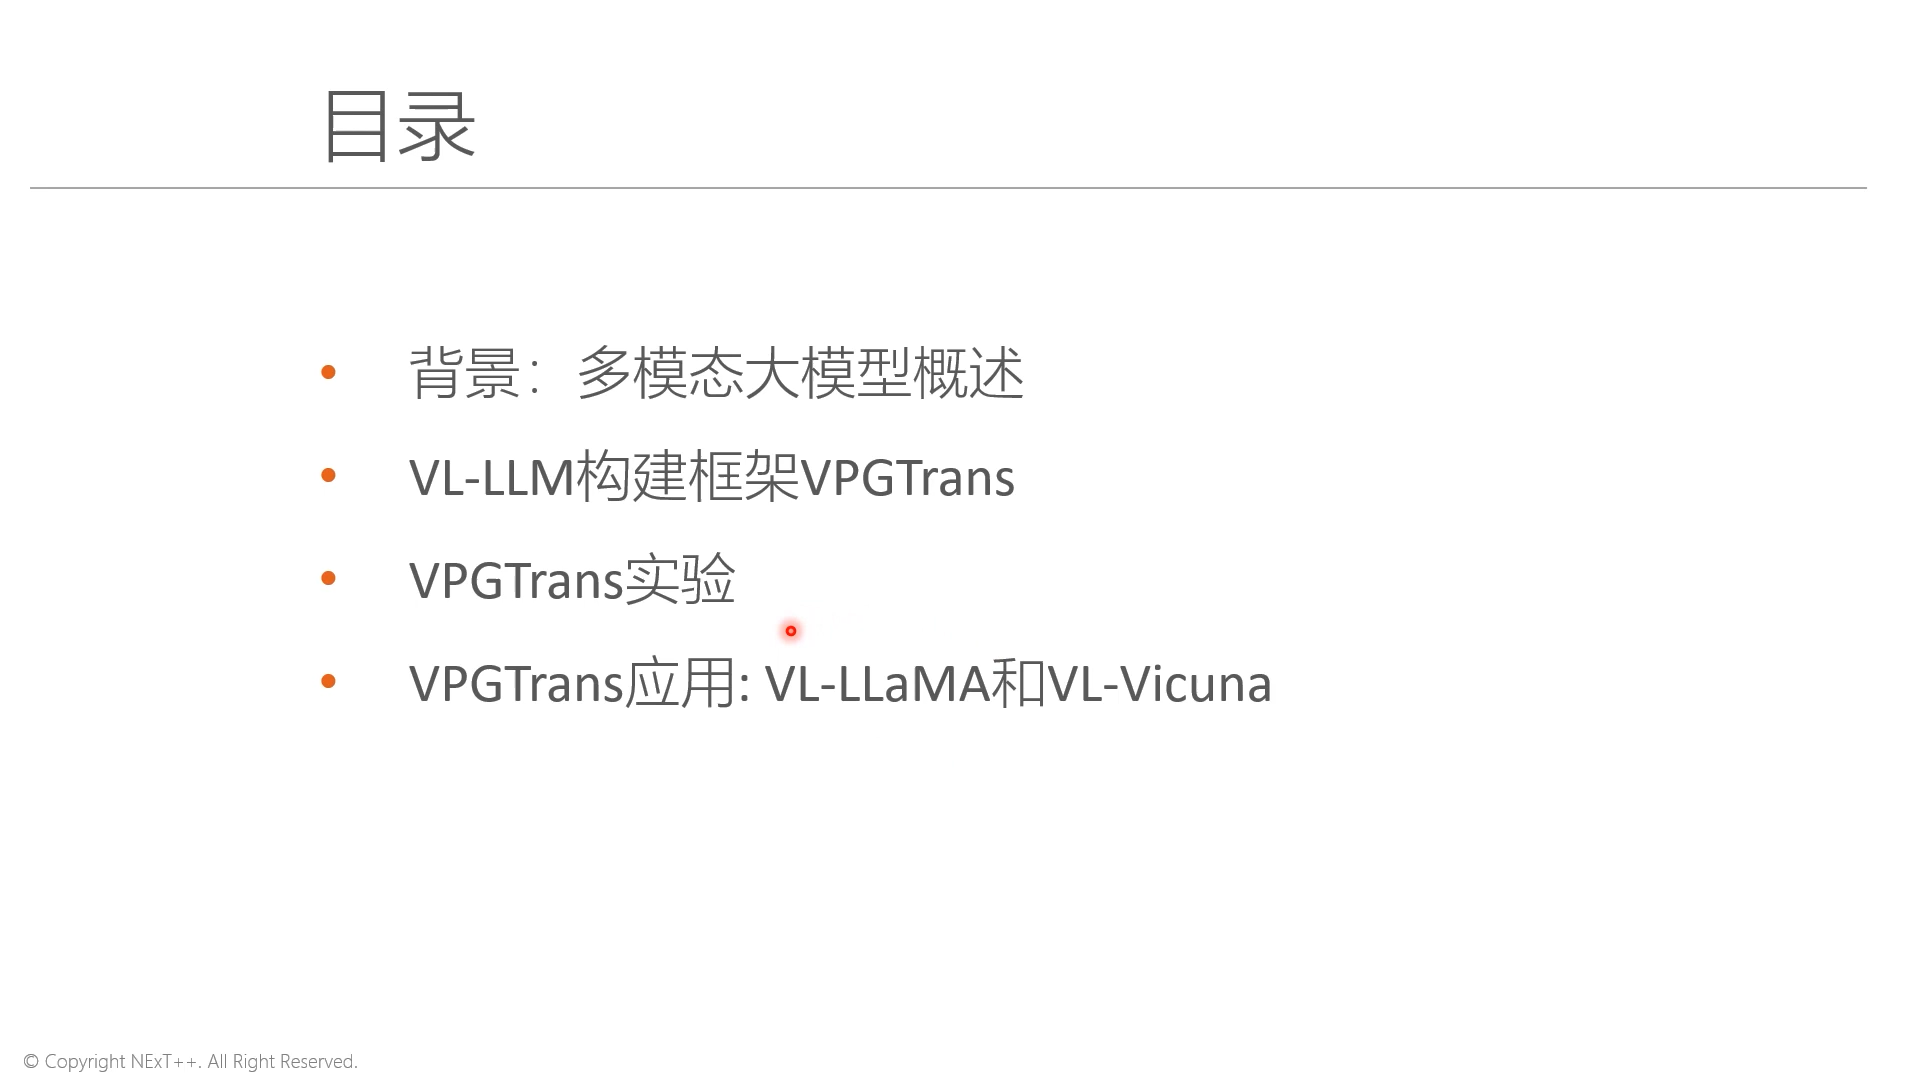 目录
• 背景：多模态大模型概述
• VL-LLM构建框架VPGTrans
• VPGTrans实验
• VPGTrans应用: VL-LLaMA和VL-Vicuna
© Copyright NExT++. All Right Reserved.